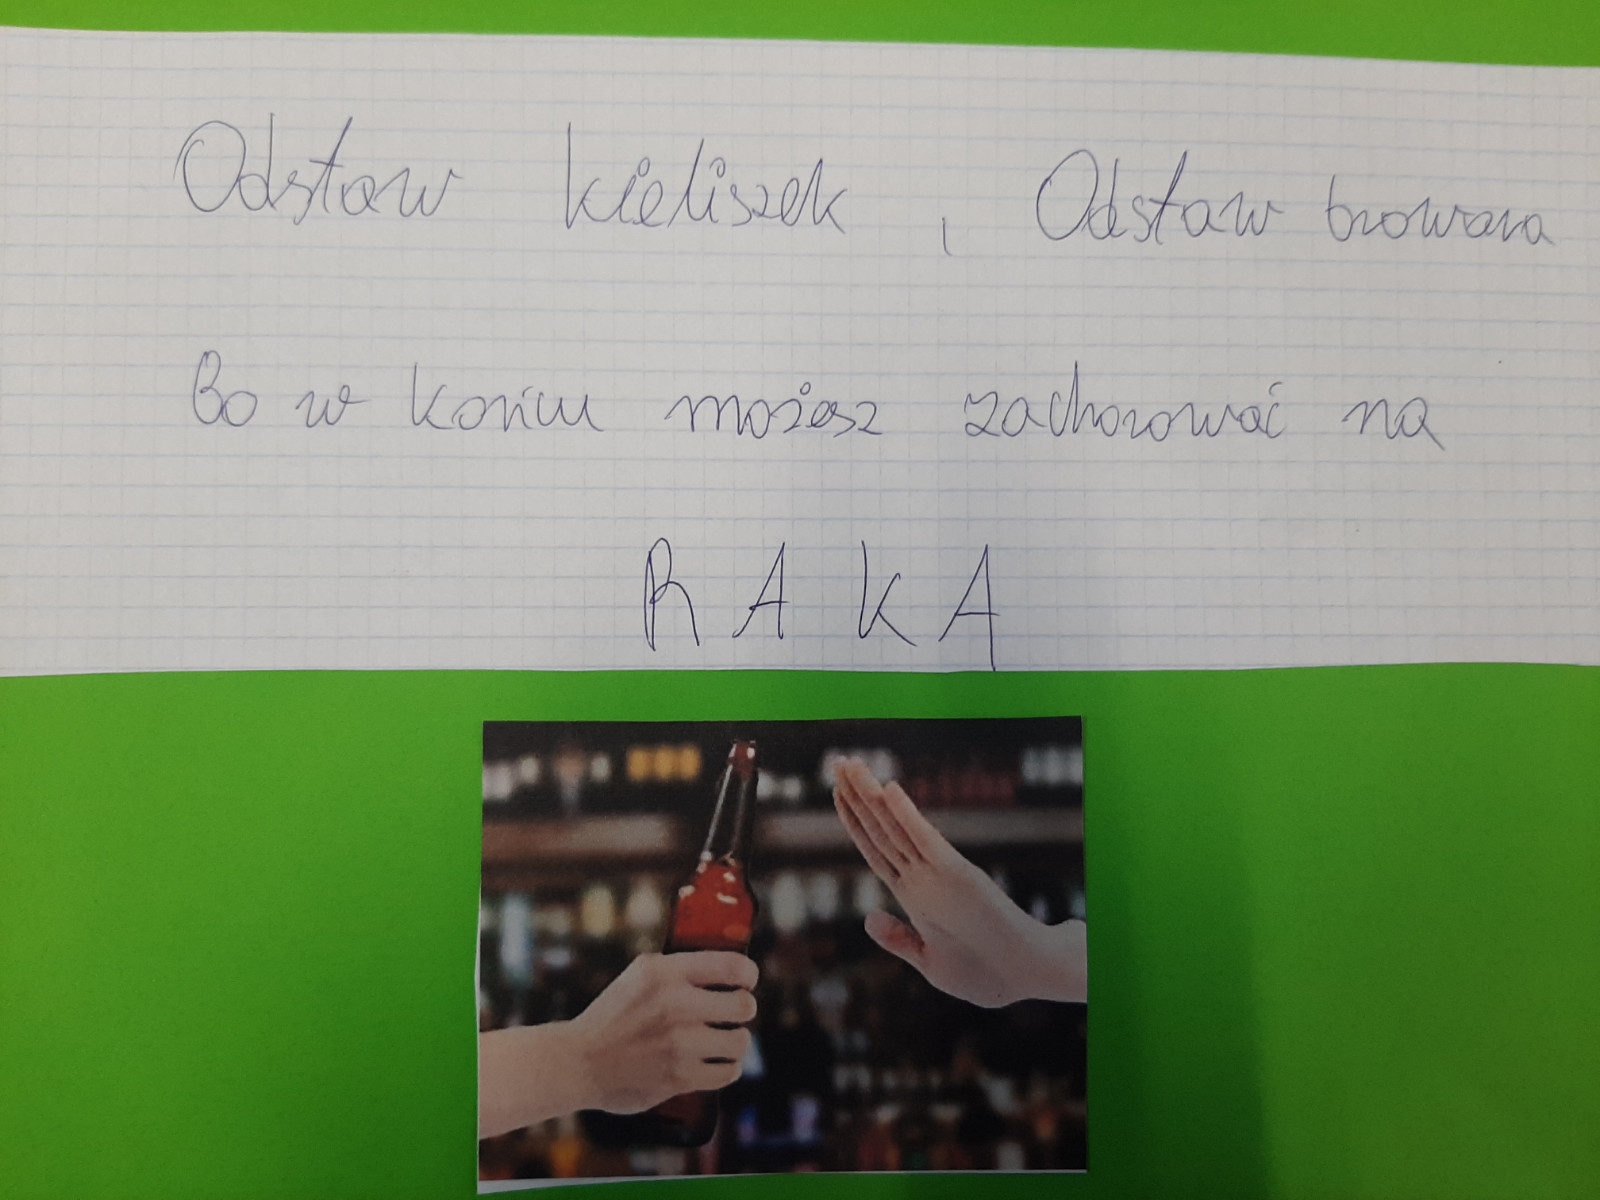 Odstaw kieliszek , Odstaw browara
Bo w końcu możesz zachorować na
RAKA